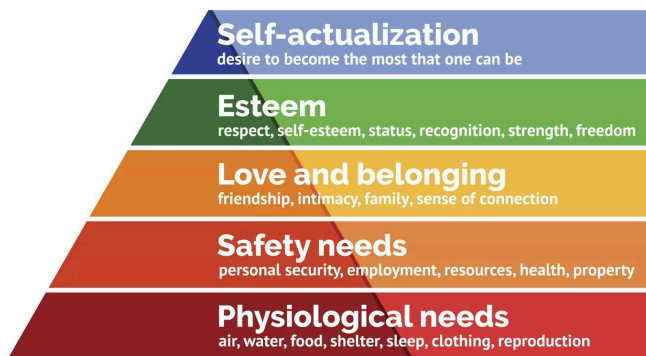 Self-actualization
desire to become the most that one can be
Esteem
respect, self-esteem, status, recognition, strength, freedom
Love and belonging
friendship, intimacy, family, sense of connection
Safety needs
personal security, employment, resources, health, property
Physiological needs
air, water, food, shelter, sleep, clothing, reproduction